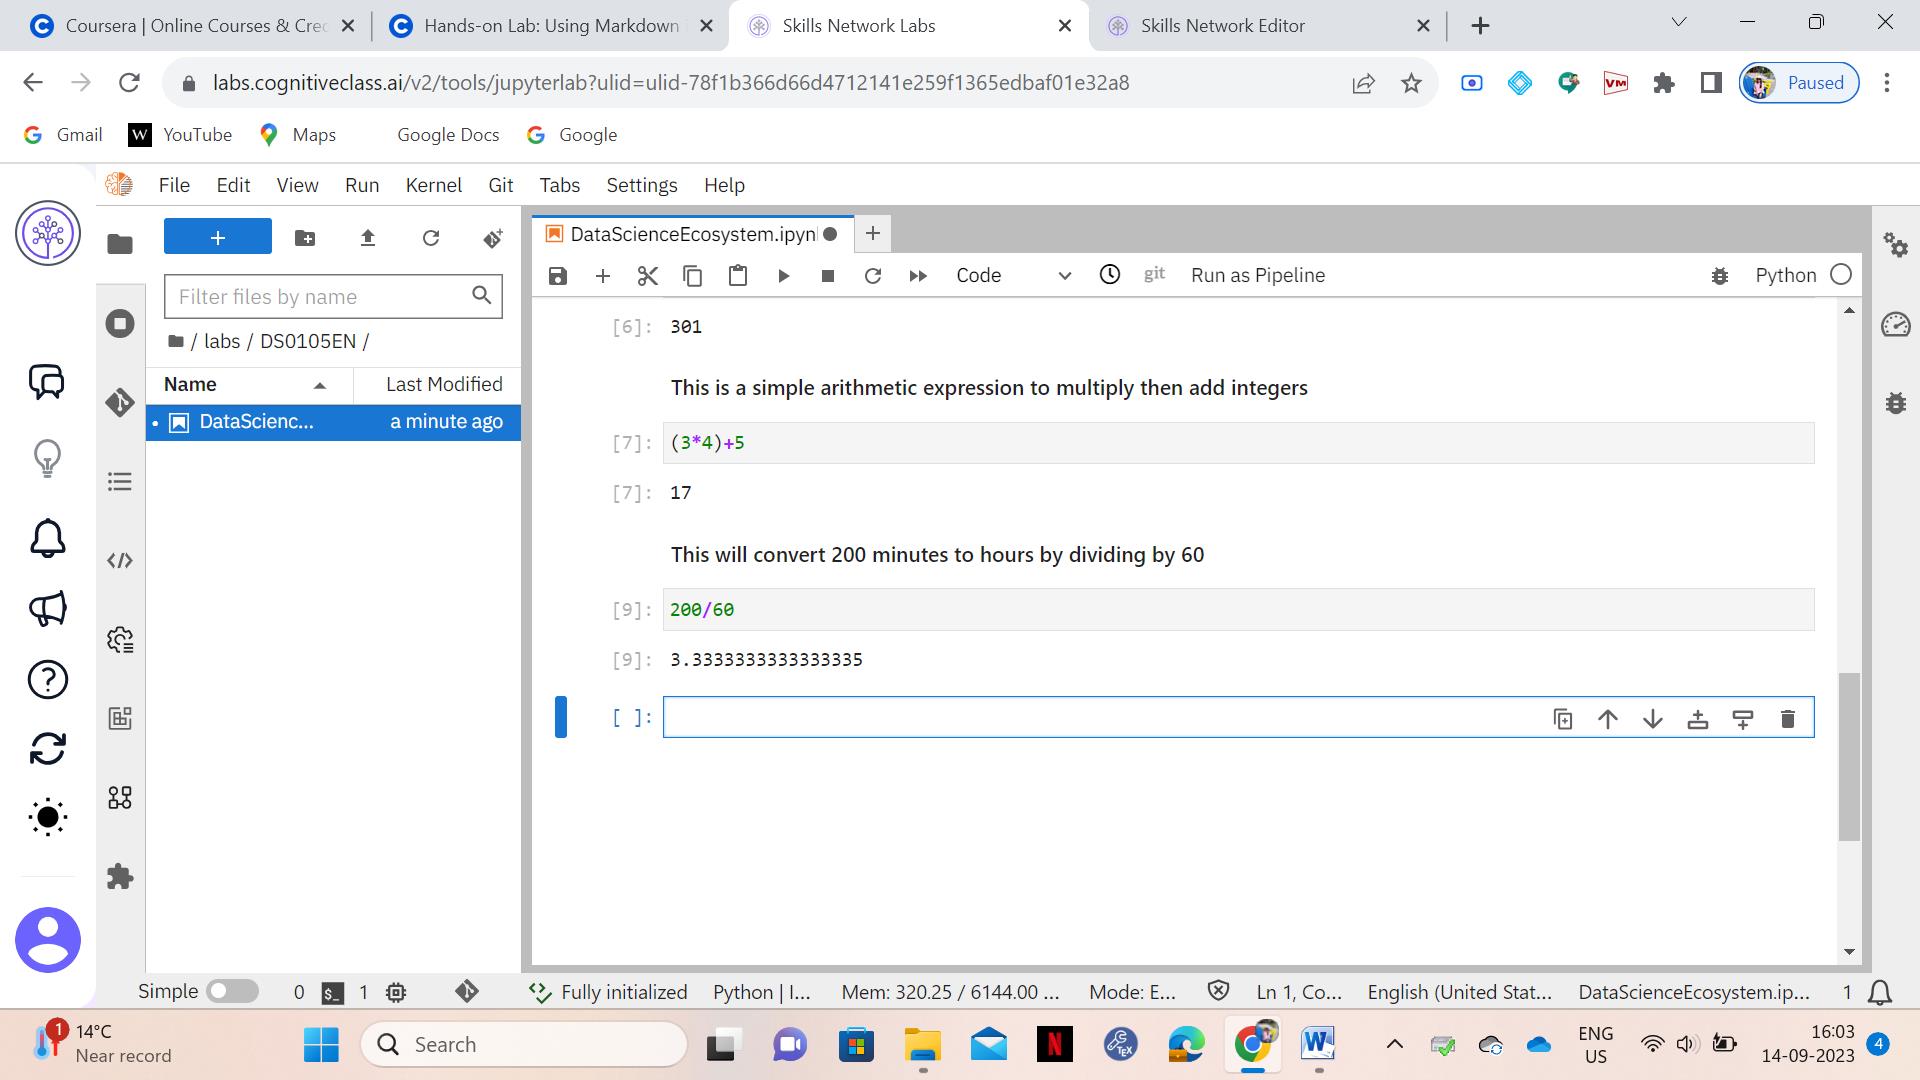 Coursera | Online Courses & Cre
Hands-on Lab: Using Markdown
Skills Network Labs
Skills Network Editor
labs.cognitiveclass.ai/v2/tools/jupyterlab?ulid=ulid-78f1b366d66d4712141e259f1365edbaf01e32a8
VM
Paused
Gmail
W
YouTube
Maps
Google Docs
Google
File Edit View Run Kernel Git Tabs Settings Help
DataScienceEcosystem.ipyn
Code
git
Run as Pipeline
Python
Filter files by name
/ labs / DS0105EN /
Name
Last Modified
DataScienc...
a minute ago
[6]: 301
This is a simple arithmetic expression to multiply then add integers
[7]: (3*4)+5
[7]: 17
This will convert 200 minutes to hours by dividing by 60
[9]: 200/60
[9]: 3.3333333333333335
[ ]:
Simple
0
$_
1
Fully initialized
Python | I...
Mem: 320.25 / 6144.00 ...
Mode: E...
Ln 1, Co...
English (United Stat...
DataScienceEcosystem.ip...
1
1
14°C
Near record
Search
N
TEX
W
ENG
US
16:03
14-09-2023
4